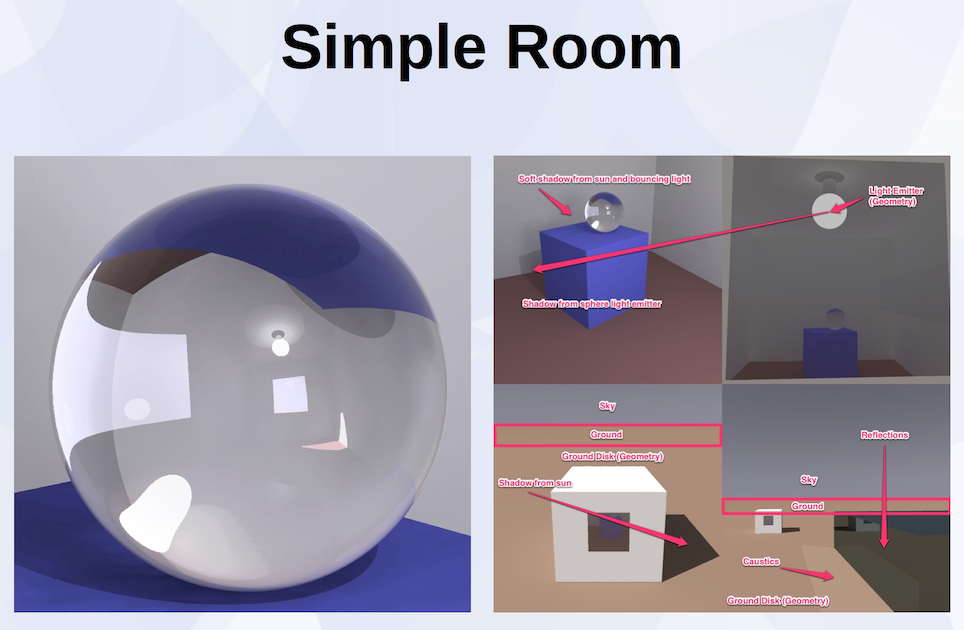 Simple Room
Soft shadow from sun and bouncing light
Light Emitter
(Geometry)
Shadow from sphere light emitter
Sky
Ground
Ground Disk (Geometry)
Shadow from sun
Reflections
Sky
Ground
Caustics
Ground Disk (Geometry)